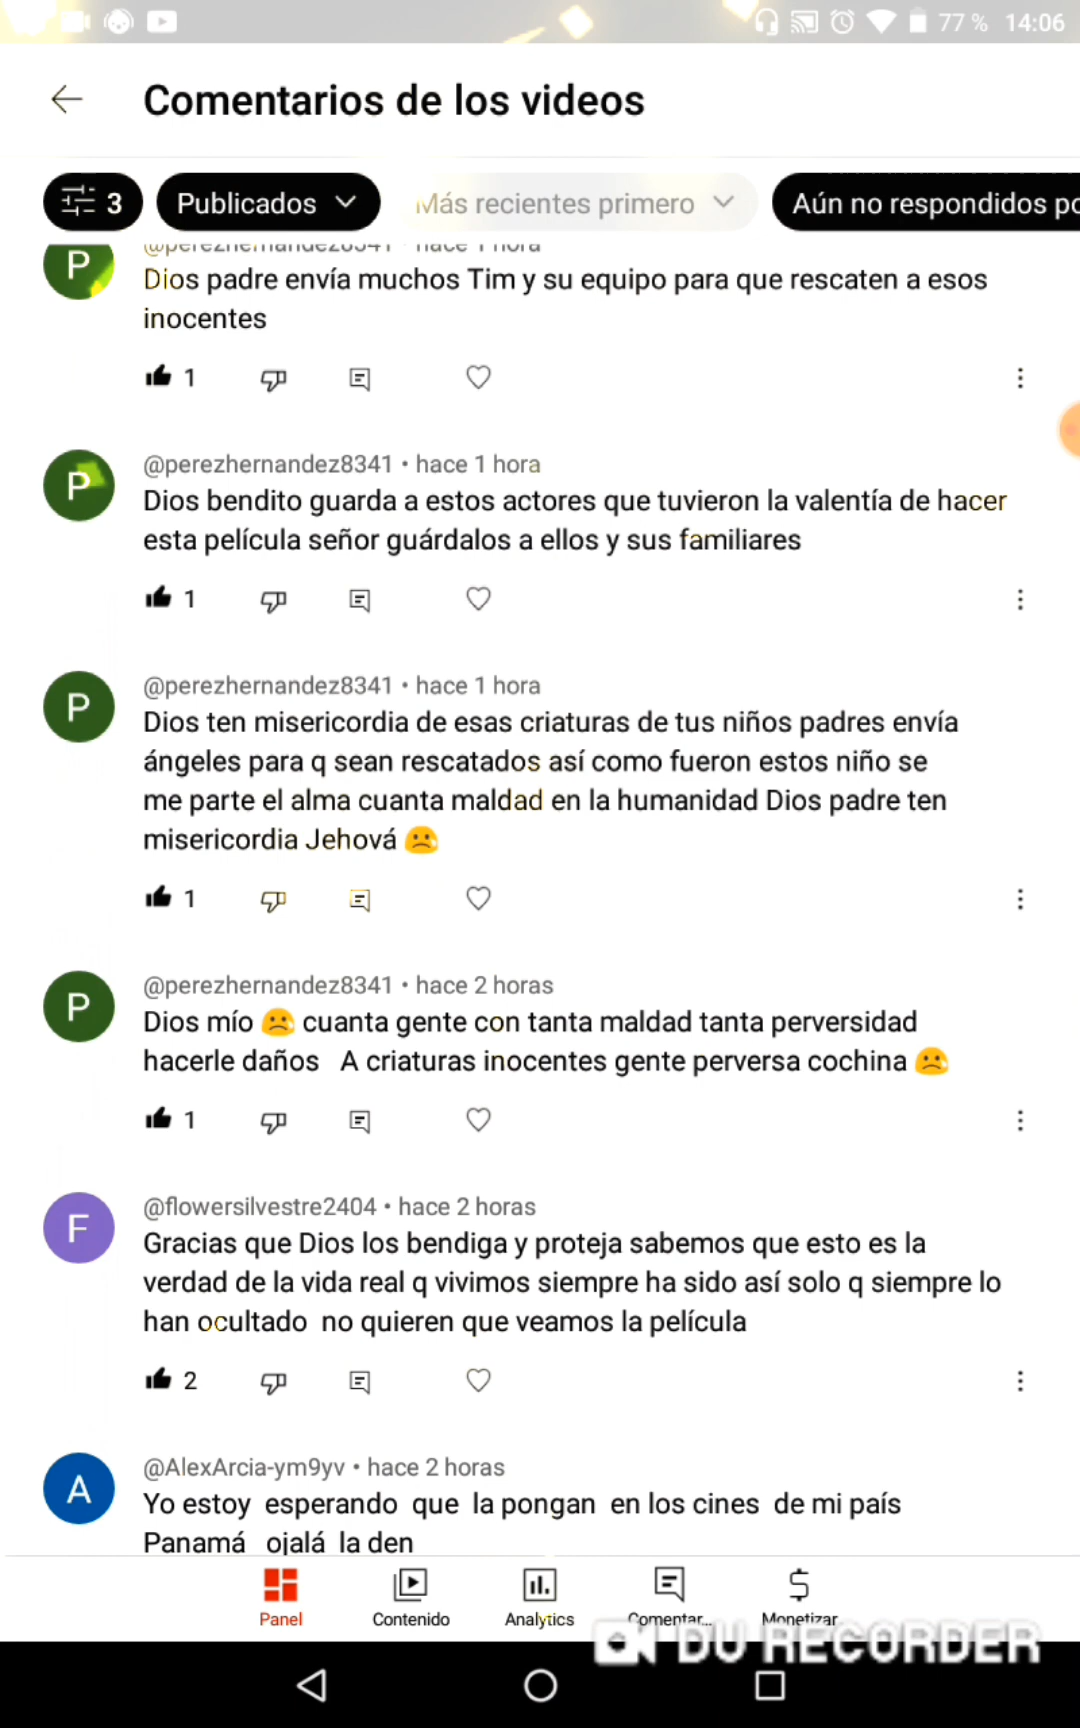 77 % 14:06
Comentarios de los videos
3 Publicados Más recientes primero Aún no respondidos po
@perezhernandez8341 · hace 1 hora
Dios padre envía muchos Tim y su equipo para que rescaten a esos
inocentes
1
P @perezhernandez8341 • hace 1 hora
Dios bendito guarda a estos actores que tuvieron la valentía de hacer
esta película señor guárdalos a ellos y sus familiares
1
P @perezhernandez8341 • hace 1 hora
Dios ten misericordia de esas criaturas de tus niños padres envía
ángeles para q sean rescatados así como fueron estos niño se
me parte el alma cuanta maldad en la humanidad Dios padre ten
misericordia Jehová 😢
1
P @perezhernandez8341 • hace 2 horas
Dios mío 😢 cuanta gente con tanta maldad tanta perversidad
hacerle daños   A criaturas inocentes gente perversa cochina 😢
1
F @flowersilvestre2404 • hace 2 horas
Gracias que Dios los bendiga y proteja sabemos que esto es la
verdad de la vida real q vivimos siempre ha sido así solo q siempre lo
han ocultado  no quieren que veamos la película
2
A @AlexArcia-ym9yv • hace 2 horas
Yo estoy  esperando  que  la pongan  en los cines  de mi país
Panamá   ojalá  la den
Panel Contenido Analytics Comentar... Monetizar
DU RECORDER